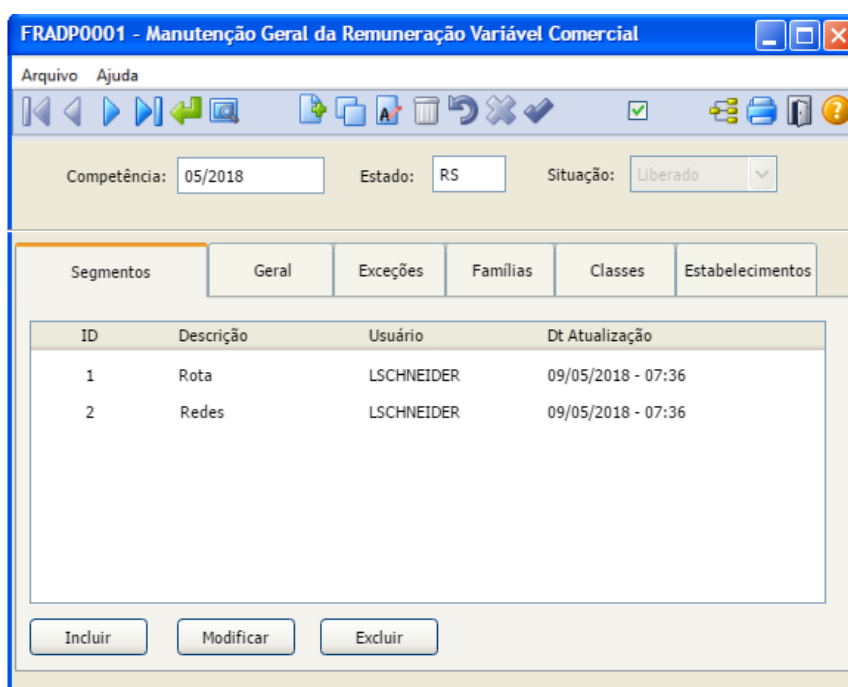 FRADP0001 - Manutenção Geral da Remuneração Variável Comercial
Arquivo Ajuda
Competência: 05/2018 Estado: RS Situação: Liberado
Segmentos Geral Exceções Famílias Classes Estabelecimentos
ID Descrição Usuário Dt Atualização
1 Rota LSCHNEIDER 09/05/2018 - 07:36
2 Redes LSCHNEIDER 09/05/2018 - 07:36
Incluir Modificar Excluir